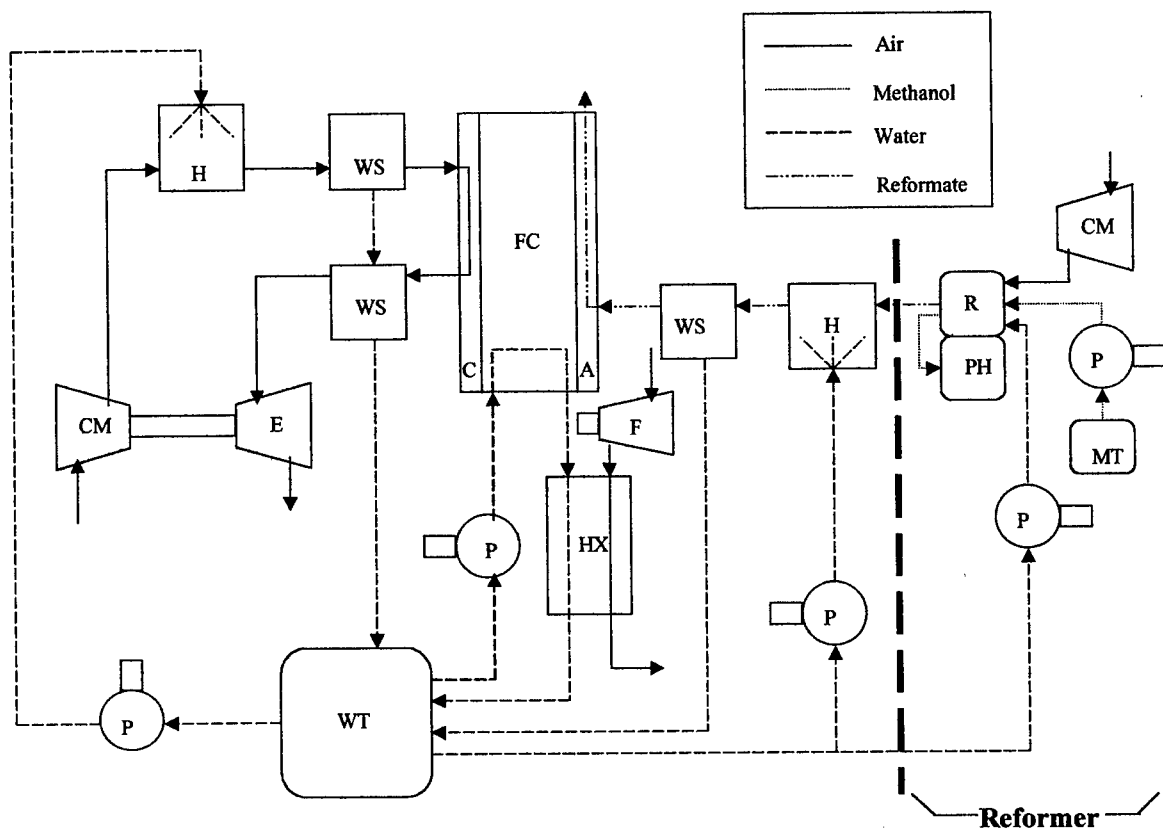 Air
Methanol
Water
Reformate
H
WS
FC
CM
WS
WS
H
R
C
A
P
PH
CM
E
F
MT
P
HX
P
P
WT
P
Reformer